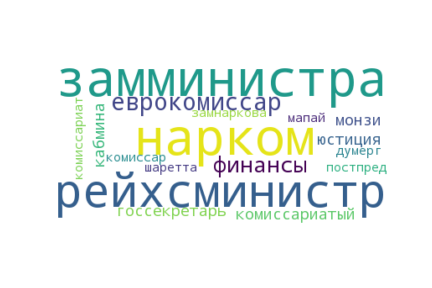 замминистра
еврокомиссар
замнаркова
мапай
монзи
комиссариат
кабмина
нарком
юстиция
думерг
комиссар
шаретта
финансы
постпред
рейхсминистр
госсекретарь
комиссариатый